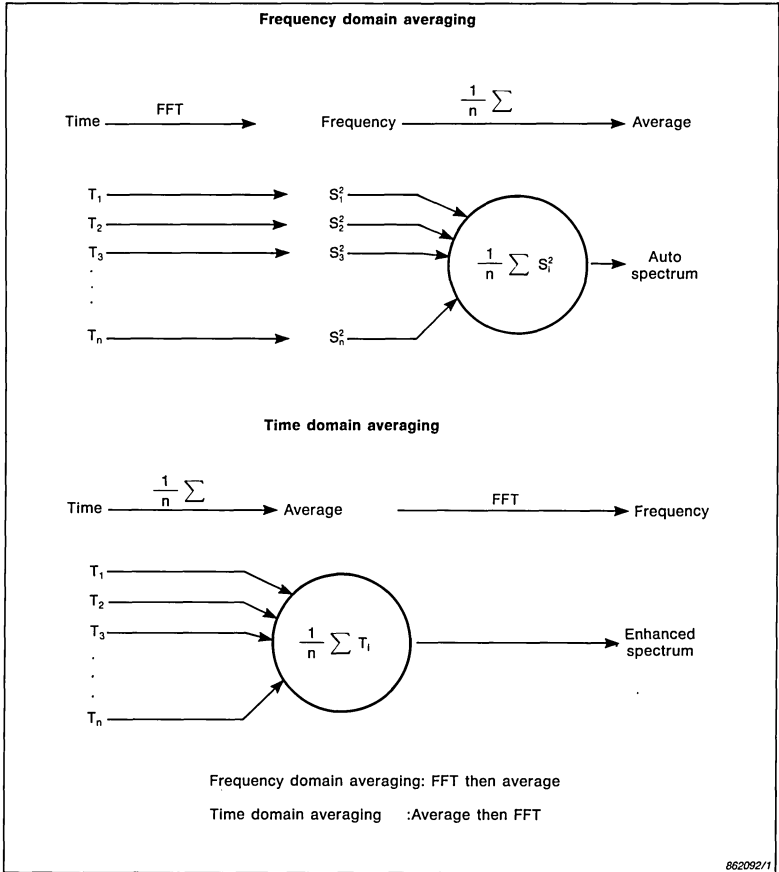 Frequency domain averaging
FFT
1/n ∑
Time Frequency Average
T₁ S₁²
T₂ S₂²
T₃ S₃²
.
.
.
Tₙ Sₙ²
1/n ∑ Sᵢ²
Auto
spectrum
Time domain averaging
1/n ∑
FFT
Time Average Frequency
T₁
T₂
T₃
.
.
.
Tₙ
1/n ∑ Tᵢ
Enhanced
spectrum
Frequency domain averaging: FFT then average
Time domain averaging :Average then FFT
862092/1